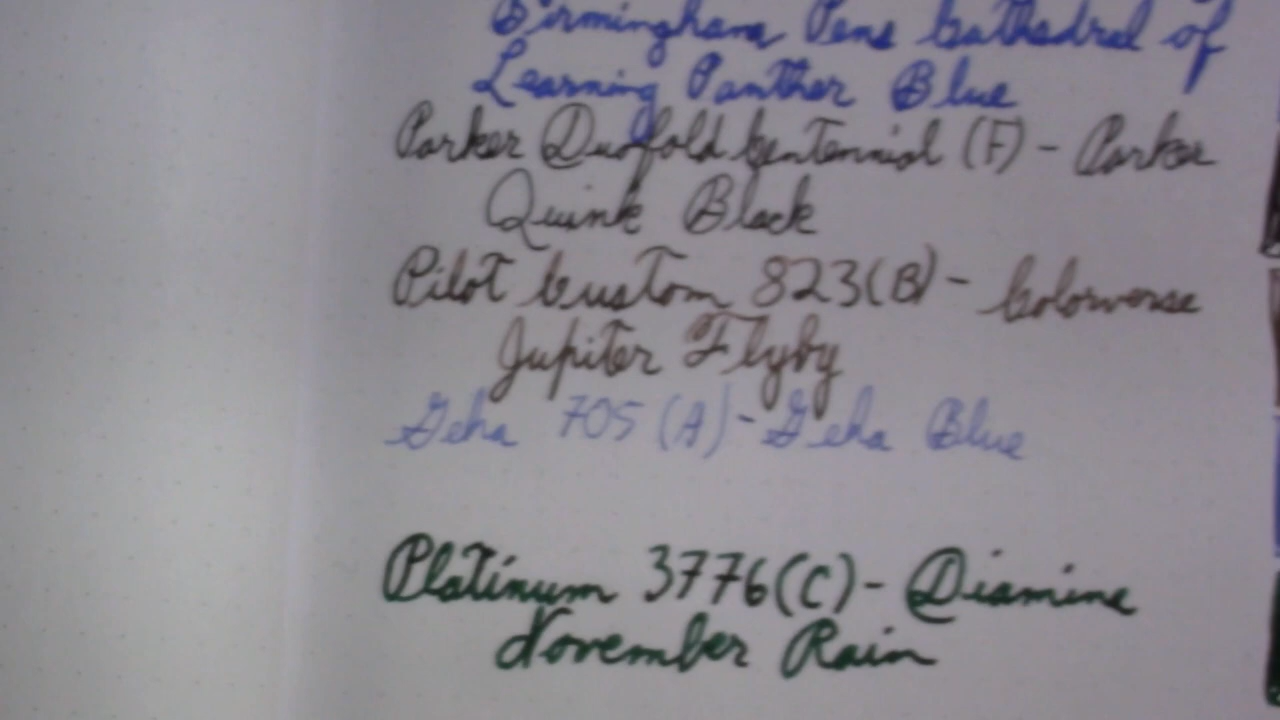 Birmingham Pens Cathedral of
Learning Panther Blue
Parker Duofold Centennial (F) - Parker
Quink Black
Pilot Custom 823 (B) - Colorverse
Jupiter Flyby
Geha 705 (A) - Geha Blue
Platinum 3776 (C) - Diamine
November Rain